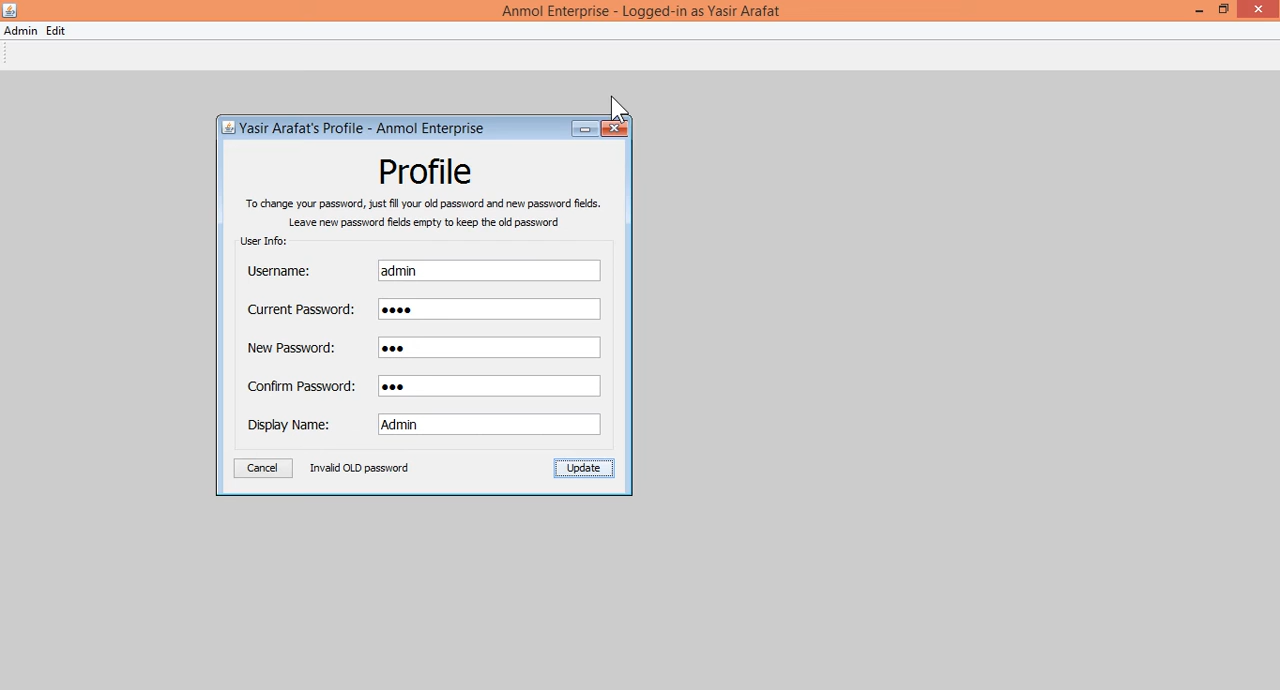 Anmol Enterprise - Logged-in as Yasir Arafat
Admin Edit
Yasir Arafat's Profile - Anmol Enterprise
Profile
To change your password, just fill your old password and new password fields.
Leave new password fields empty to keep the old password
User Info:
Username: admin
Current Password: ●●●●
New Password: ●●●
Confirm Password: ●●●
Display Name: Admin
Cancel Invalid OLD password Update